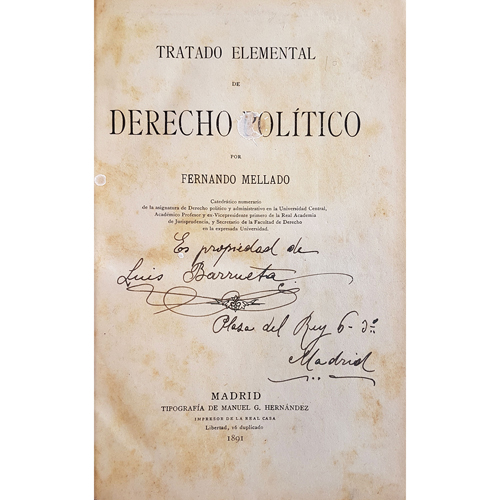 TRATADO ELEMENTAL
DE
DERECHO POLÍTICO
POR
FERNANDO MELLADO
Catedrático numerario
de la asignatura de Derecho político y administrativo en la Universidad Central,
Académico Profesor y ex-Vicepresidente primero de la Real Academia
de Jurisprudencia, y Secretario de la Facultad de Derecho
en la expresada Universidad.
Es propiedad de
Luis Barrueta
Plaza del Rey 6-3º
Madrid
MADRID
TIPOGRAFÍA DE MANUEL G. HERNÁNDEZ
IMPRESOR DE LA REAL CASA
Libertad, 16 duplicado
1891